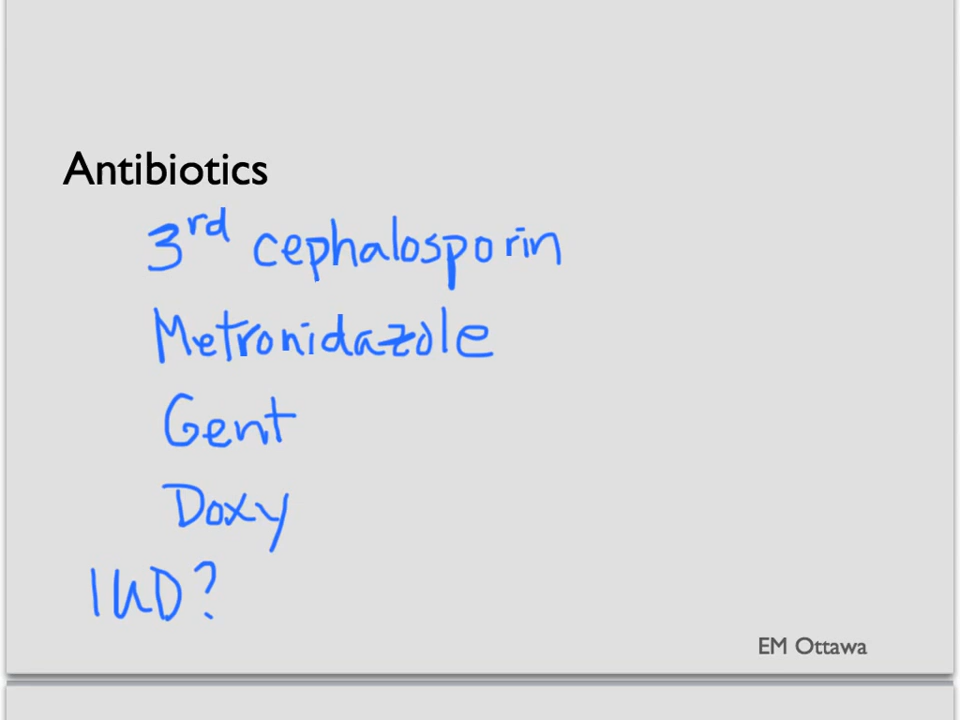 Antibiotics
3rd cephalosporin
Metronidazole
Gent
Doxy
IUD?
EM Ottawa